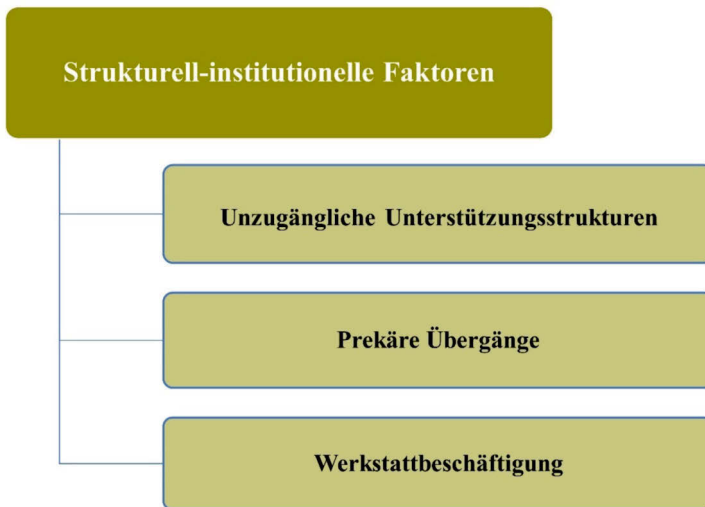 Strukturell-institutionelle Faktoren
Unzugängliche Unterstützungsstrukturen
Prekäre Übergänge
Werkstattbeschäftigung